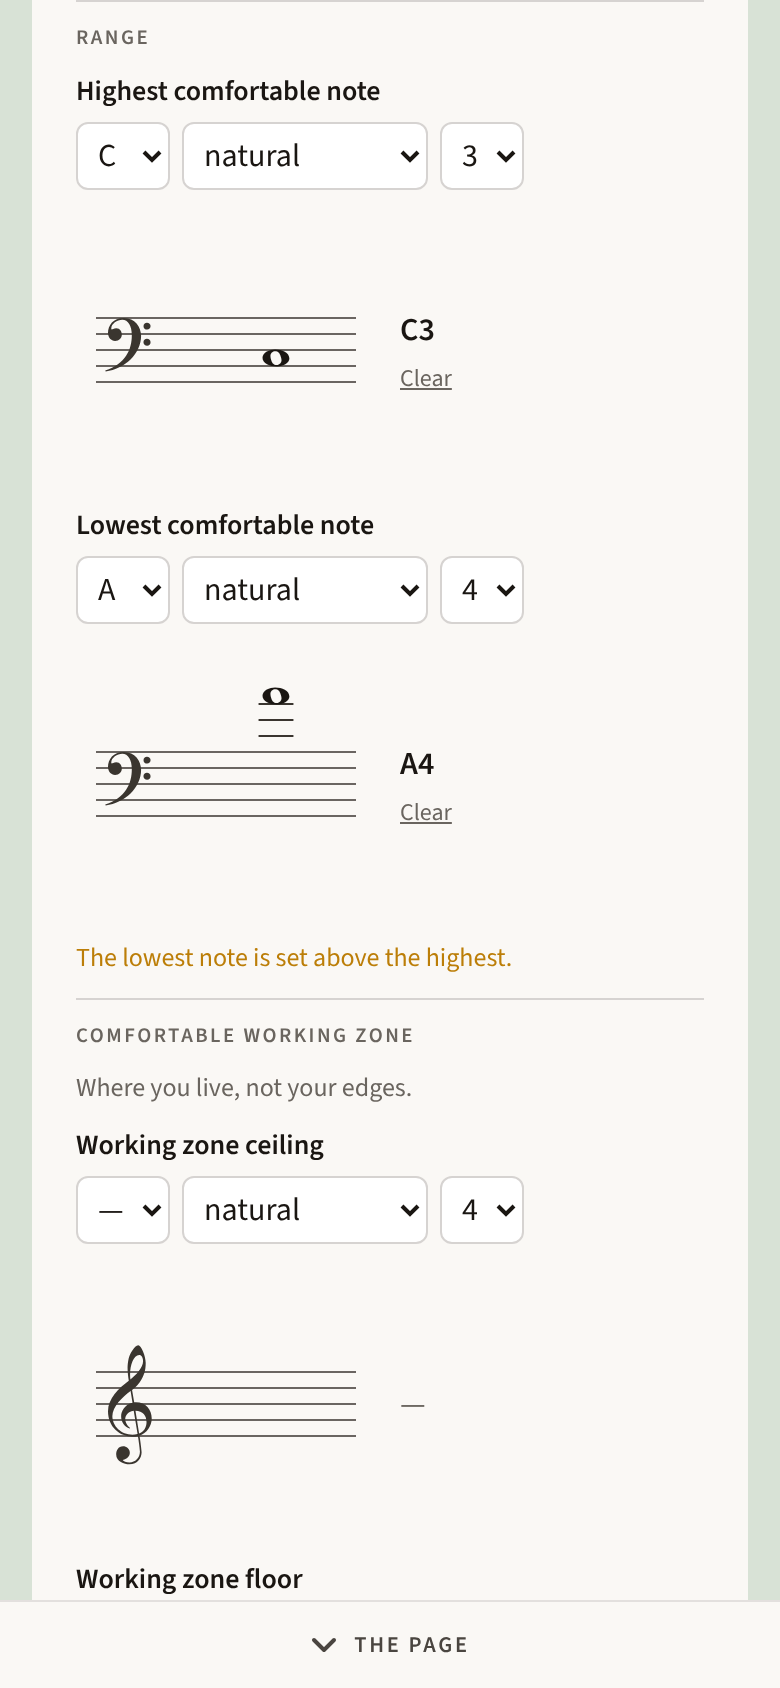 RANGE
Highest comfortable note
C natural 3
C3
Clear
Lowest comfortable note
A natural 4
A4
Clear
The lowest note is set above the highest.
COMFORTABLE WORKING ZONE
Where you live, not your edges.
Working zone ceiling
— natural 4
—
Working zone floor
THE PAGE